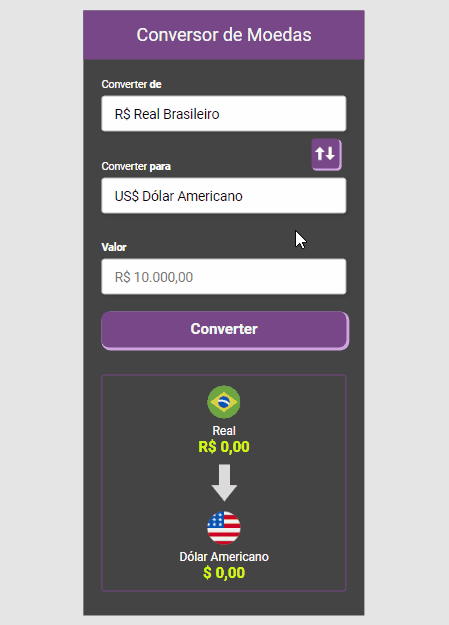 Conversor de Moedas
Converter de
R$ Real Brasileiro
Converter para
US$ Dólar Americano
Valor
R$ 10.000,00
Converter
Real
R$ 0,00
Dólar Americano
$ 0,00